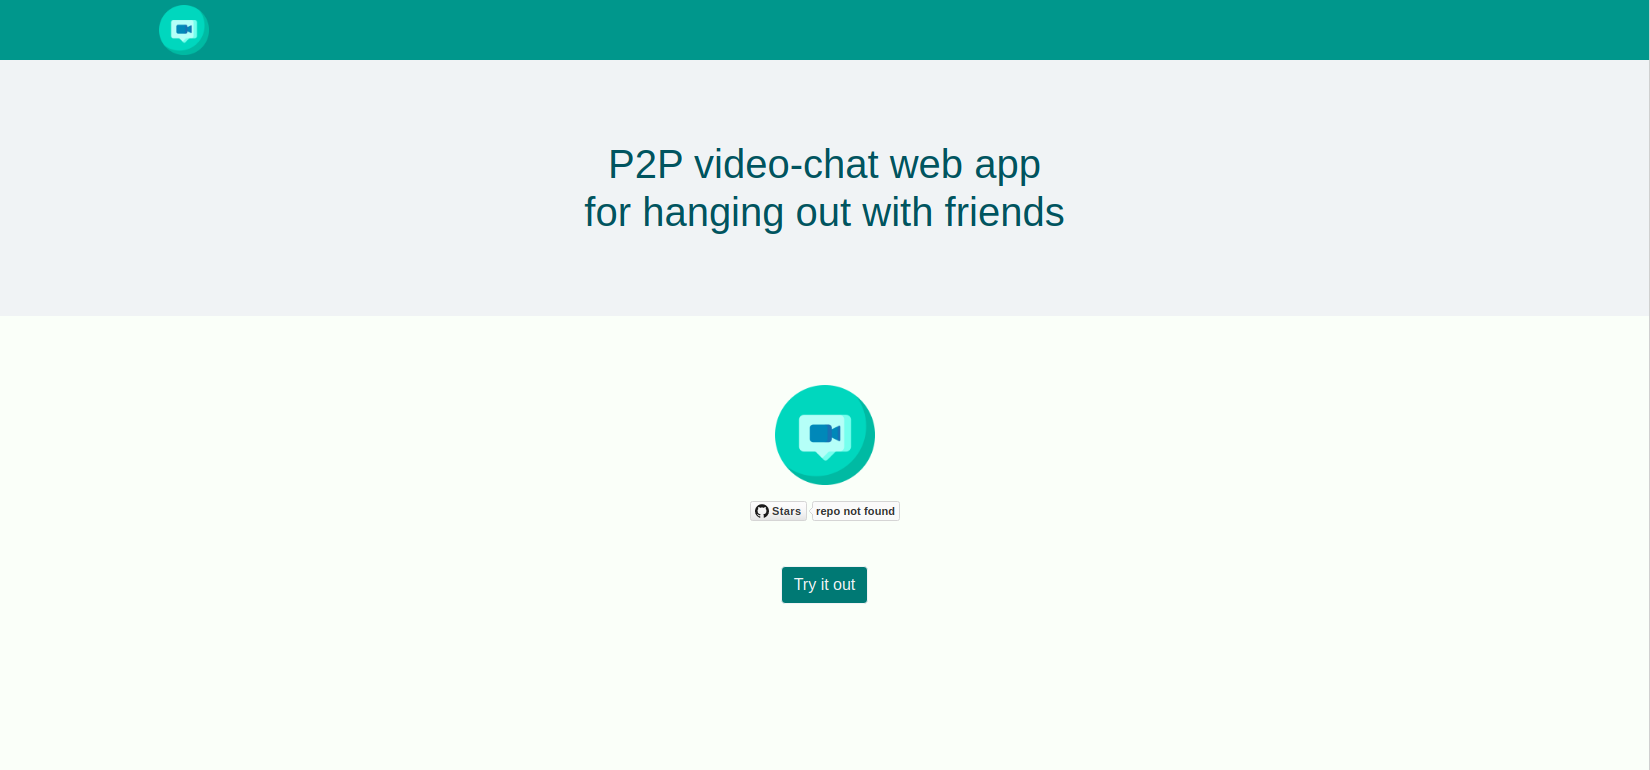 P2P video-chat web app
for hanging out with friends
Stars repo not found
Try it out